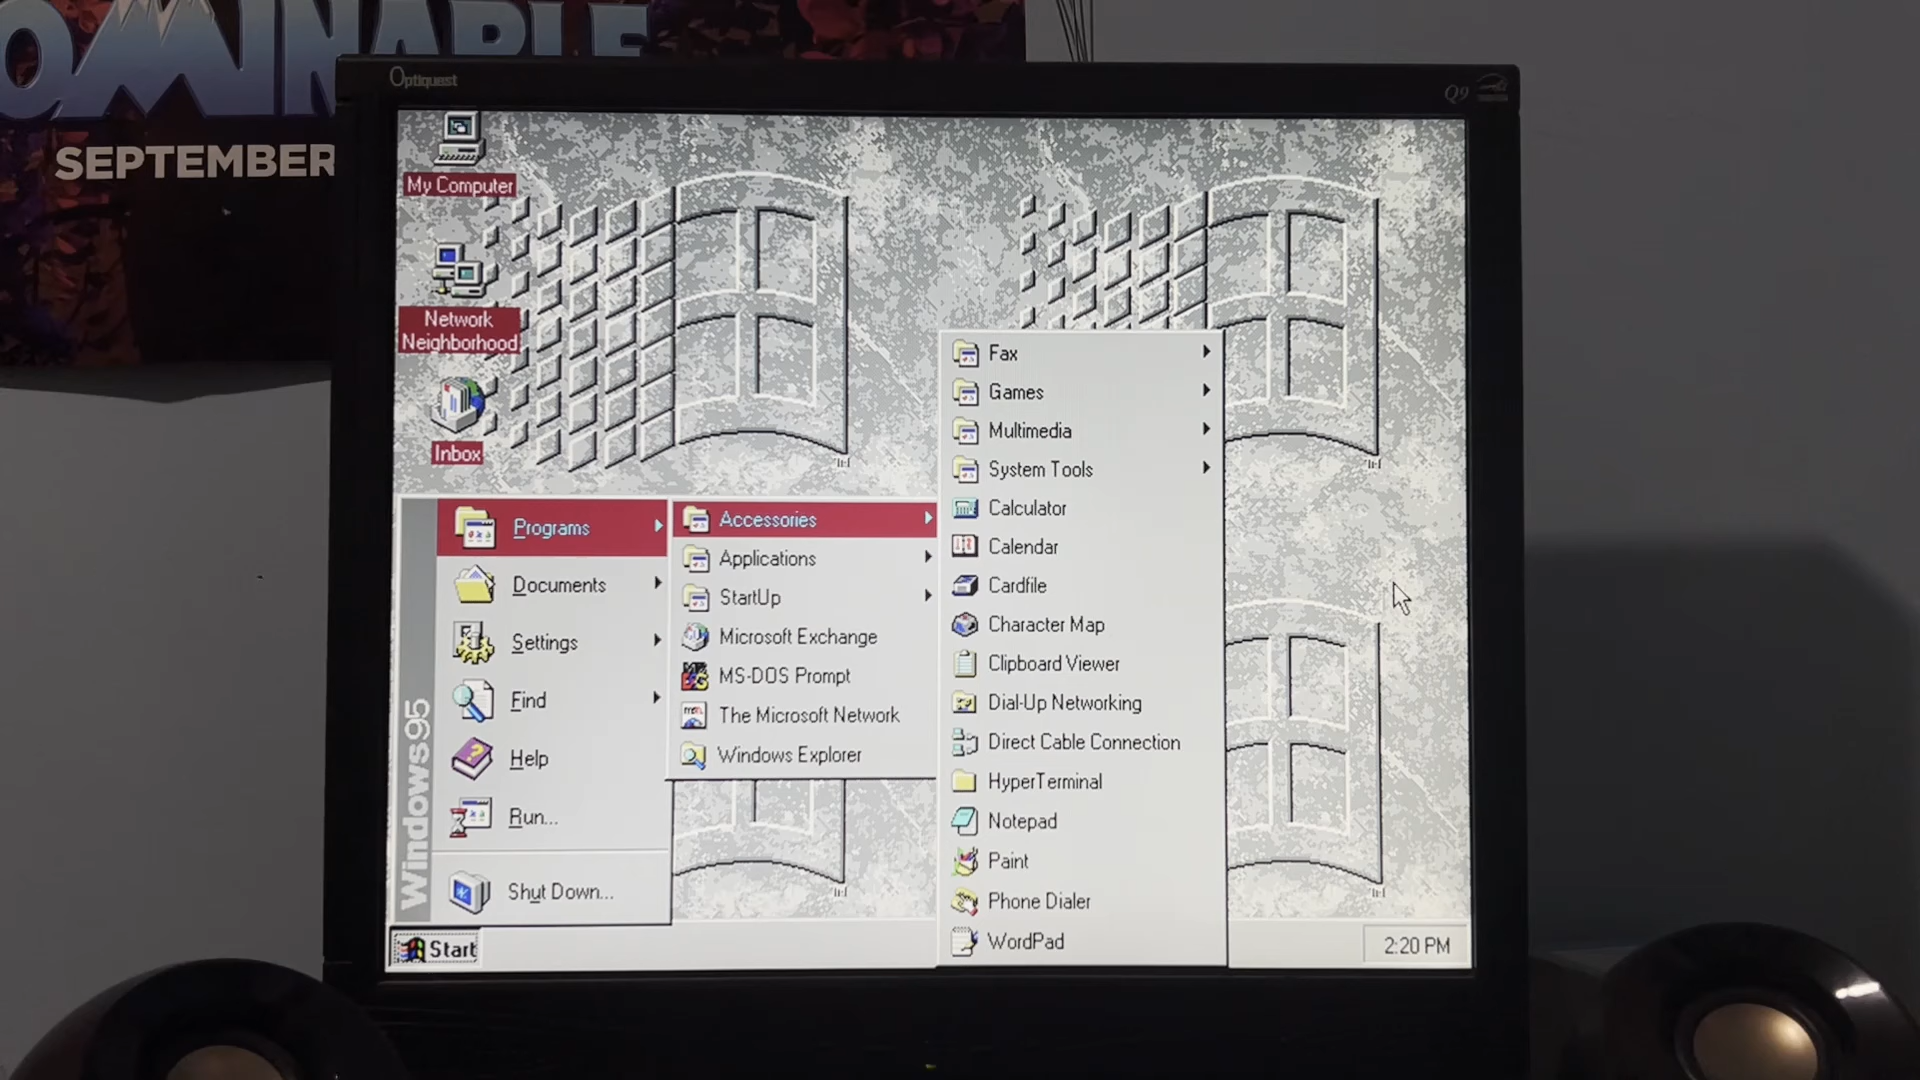 OMINABLE
SEPTEMBER
Optiquest
Q9
My Computer
Network
Neighborhood
Inbox
Windows95
Programs
Documents
Settings
Find
Help
Run...
Shut Down...
Accessories
Applications
StartUp
Microsoft Exchange
MS-DOS Prompt
The Microsoft Network
Windows Explorer
Fax
Games
Multimedia
System Tools
Calculator
Calendar
Cardfile
Character Map
Clipboard Viewer
Dial-Up Networking
Direct Cable Connection
HyperTerminal
Notepad
Paint
Phone Dialer
WordPad
Start
2:20 PM